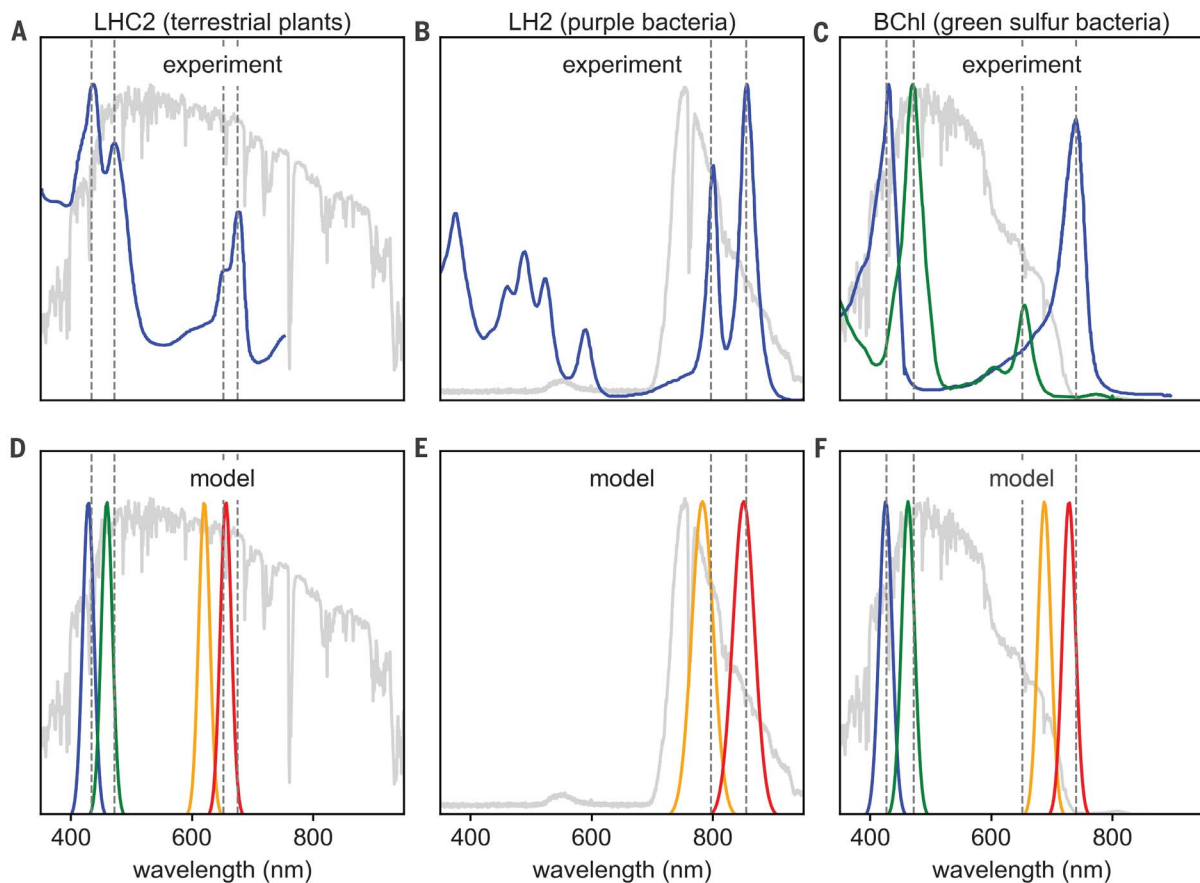 A
LHC2 (terrestrial plants)
experiment
B
LH2 (purple bacteria)
experiment
C
BChl (green sulfur bacteria)
experiment
D
model
400 600 800
wavelength (nm)
E
model
400 600 800
wavelength (nm)
F
model
400 600 800
wavelength (nm)